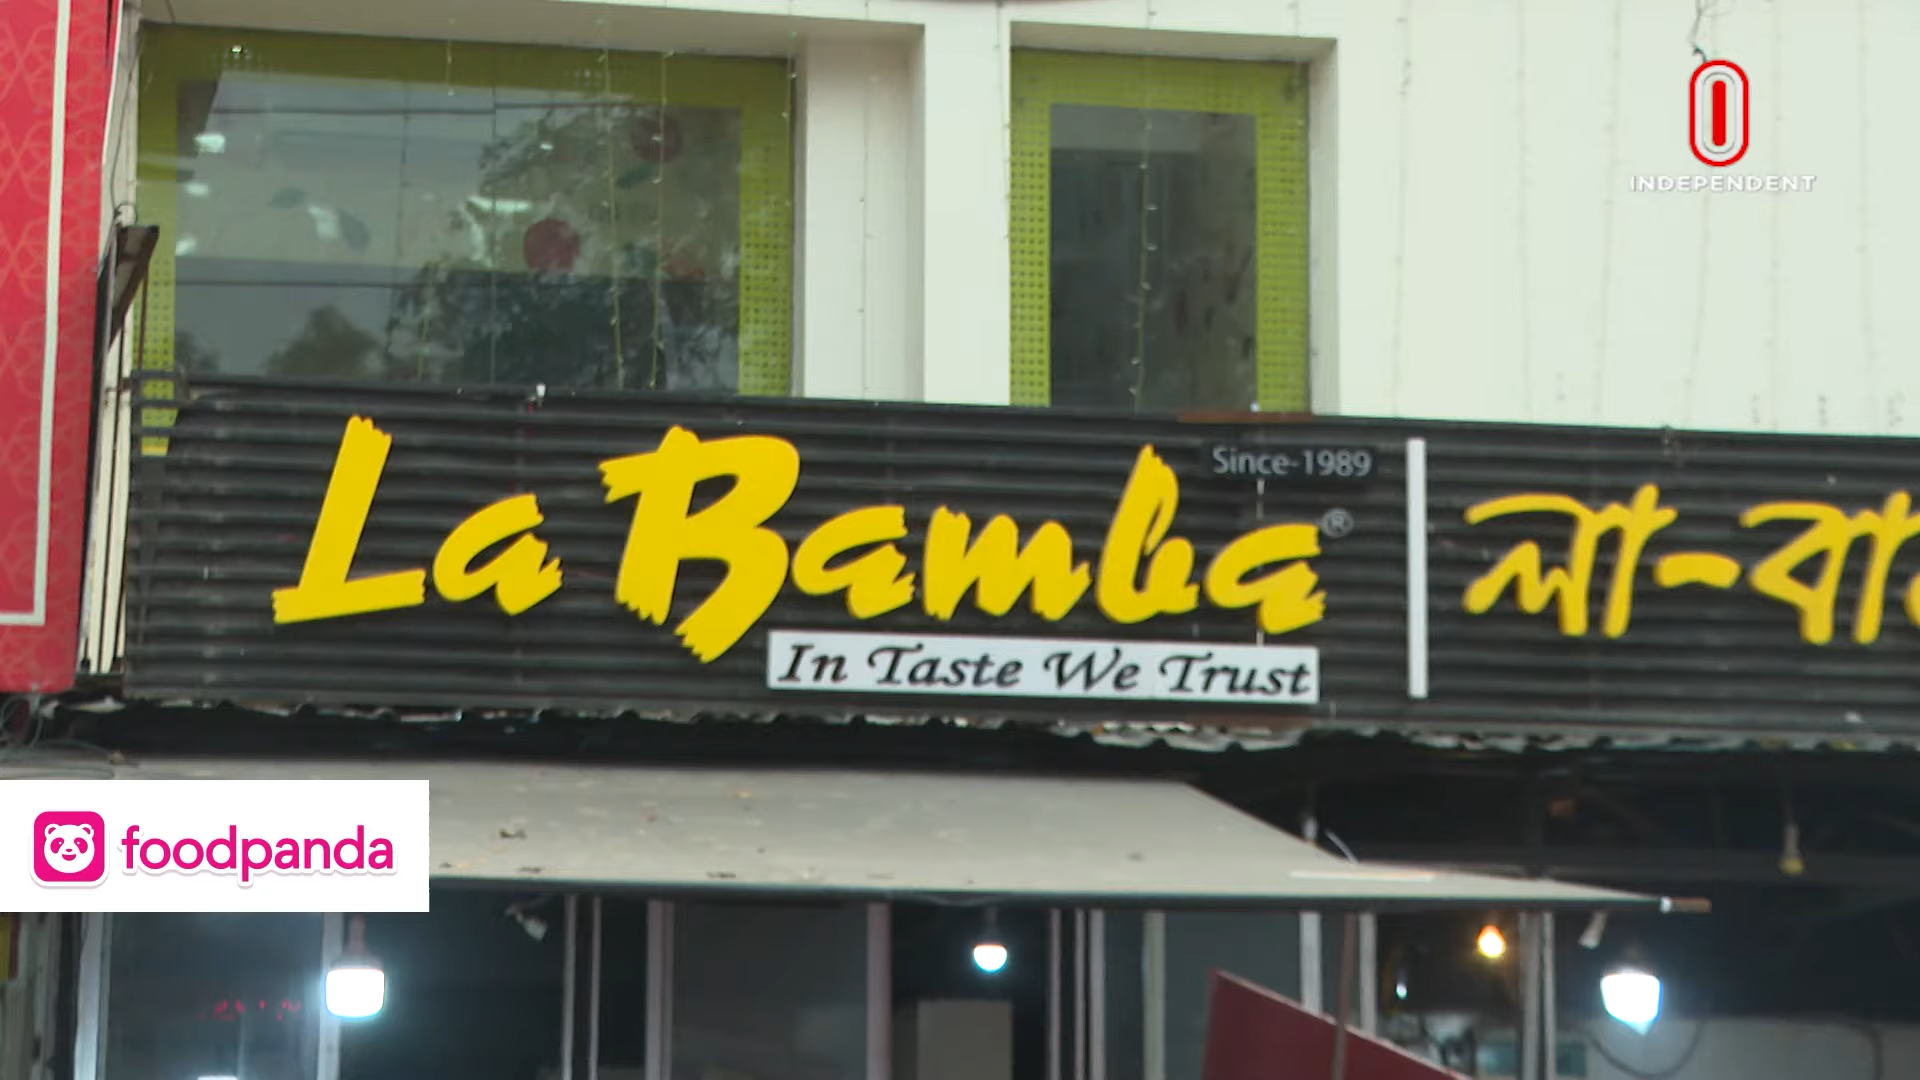 INDEPENDENT
Since-1989
La Bamba®
লা-বা
In Taste We Trust
foodpanda